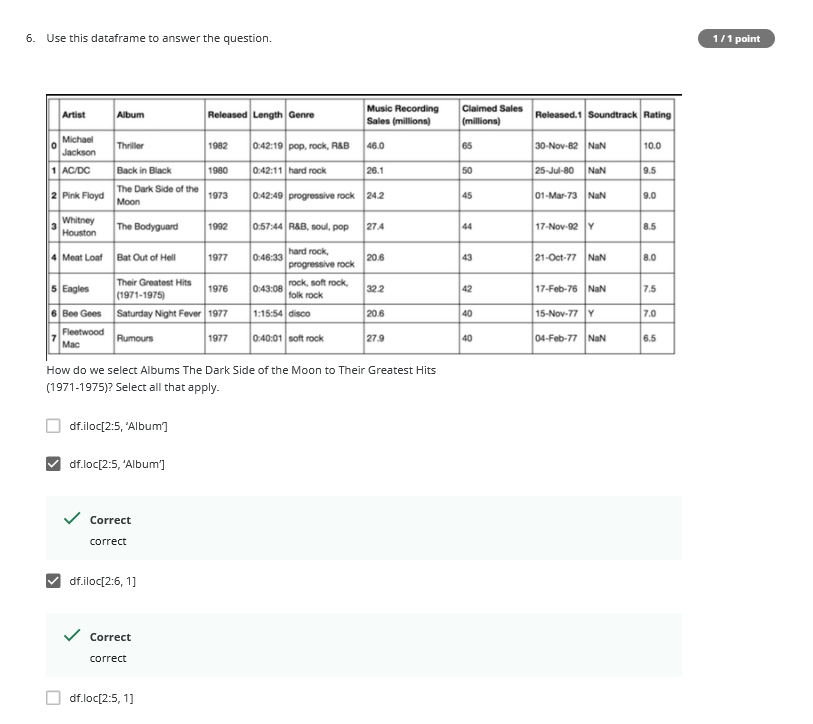 6. Use this dataframe to answer the question.
1 / 1 point
Artist Album Released Length Genre Music Recording Sales (millions) Claimed Sales (millions) Released.1 Soundtrack Rating
0 Michael Jackson Thriller 1982 0:42:19 pop, rock, R&B 46.0 65 30-Nov-82 NaN 10.0
1 AC/DC Back in Black 1980 0:42:11 hard rock 26.1 50 25-Jul-80 NaN 9.5
2 Pink Floyd The Dark Side of the Moon 1973 0:42:49 progressive rock 24.2 45 01-Mar-73 NaN 9.0
3 Whitney Houston The Bodyguard 1992 0:57:44 R&B, soul, pop 27.4 44 17-Nov-92 Y 8.5
4 Meat Loaf Bat Out of Hell 1977 0:46:33 hard rock, progressive rock 20.6 43 21-Oct-77 NaN 8.0
5 Eagles Their Greatest Hits (1971-1975) 1976 0:43:08 rock, soft rock, folk rock 32.2 42 17-Feb-76 NaN 7.5
6 Bee Gees Saturday Night Fever 1977 1:15:54 disco 20.6 40 15-Nov-77 Y 7.0
7 Fleetwood Mac Rumours 1977 0:40:01 soft rock 27.9 40 04-Feb-77 NaN 6.5
How do we select Albums The Dark Side of the Moon to Their Greatest Hits
(1971-1975)? Select all that apply.
df.iloc[2:5, ‘Album’]
df.loc[2:5, ‘Album’]
Correct
correct
df.iloc[2:6, 1]
Correct
correct
df.loc[2:5, 1]